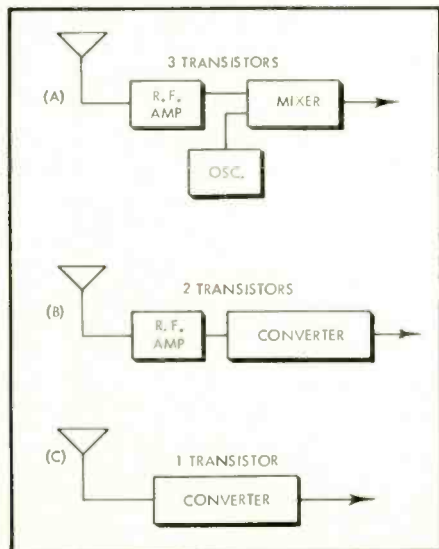 3 TRANSISTORS
(A)
R.F.
AMP
MIXER
OSC.
2 TRANSISTORS
(B)
R.F.
AMP
CONVERTER
(C)
1 TRANSISTOR
CONVERTER